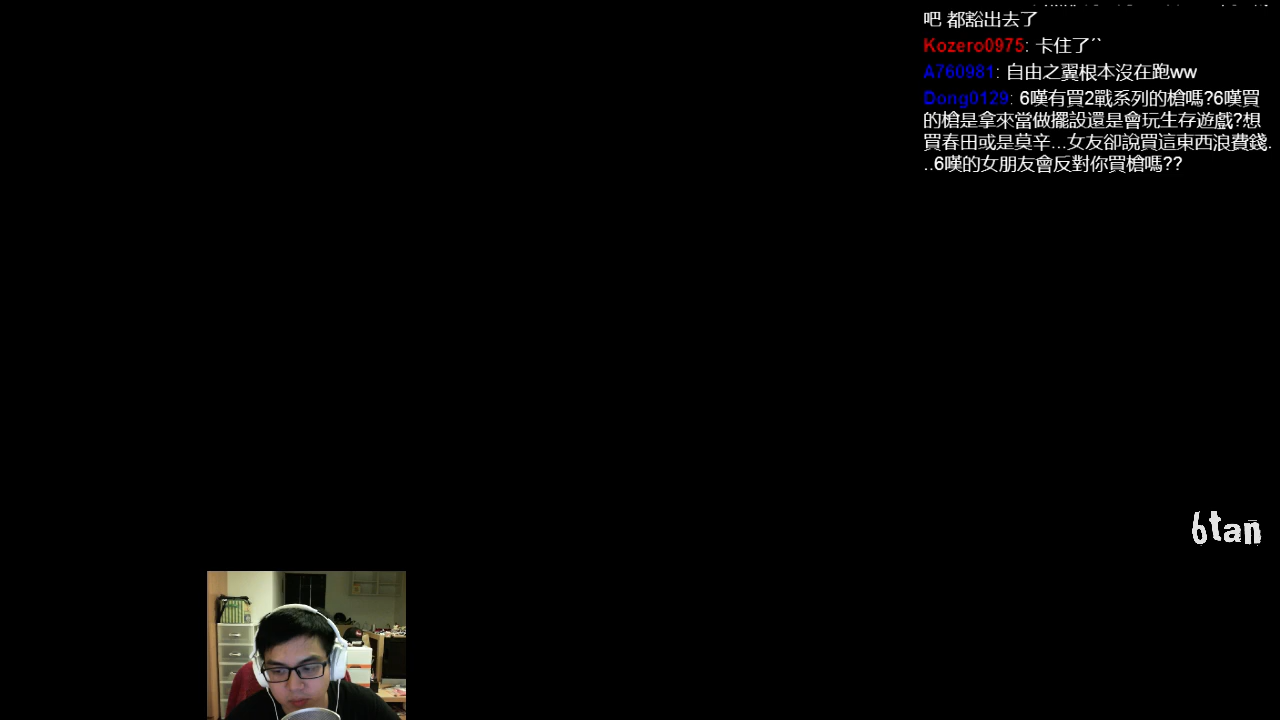 吧 都豁出去了
Kozero0975: 卡住了ˊˋ
A760981: 自由之翼根本沒在跑ww
Dong0129: 6嘆有買2戰系列的槍嗎?6嘆買
的槍是拿來當做擺設還是會玩生存遊戲?想
買春田或是莫辛...女友卻說買這東西浪費錢.
..6嘆的女朋友會反對你買槍嗎??
6tan